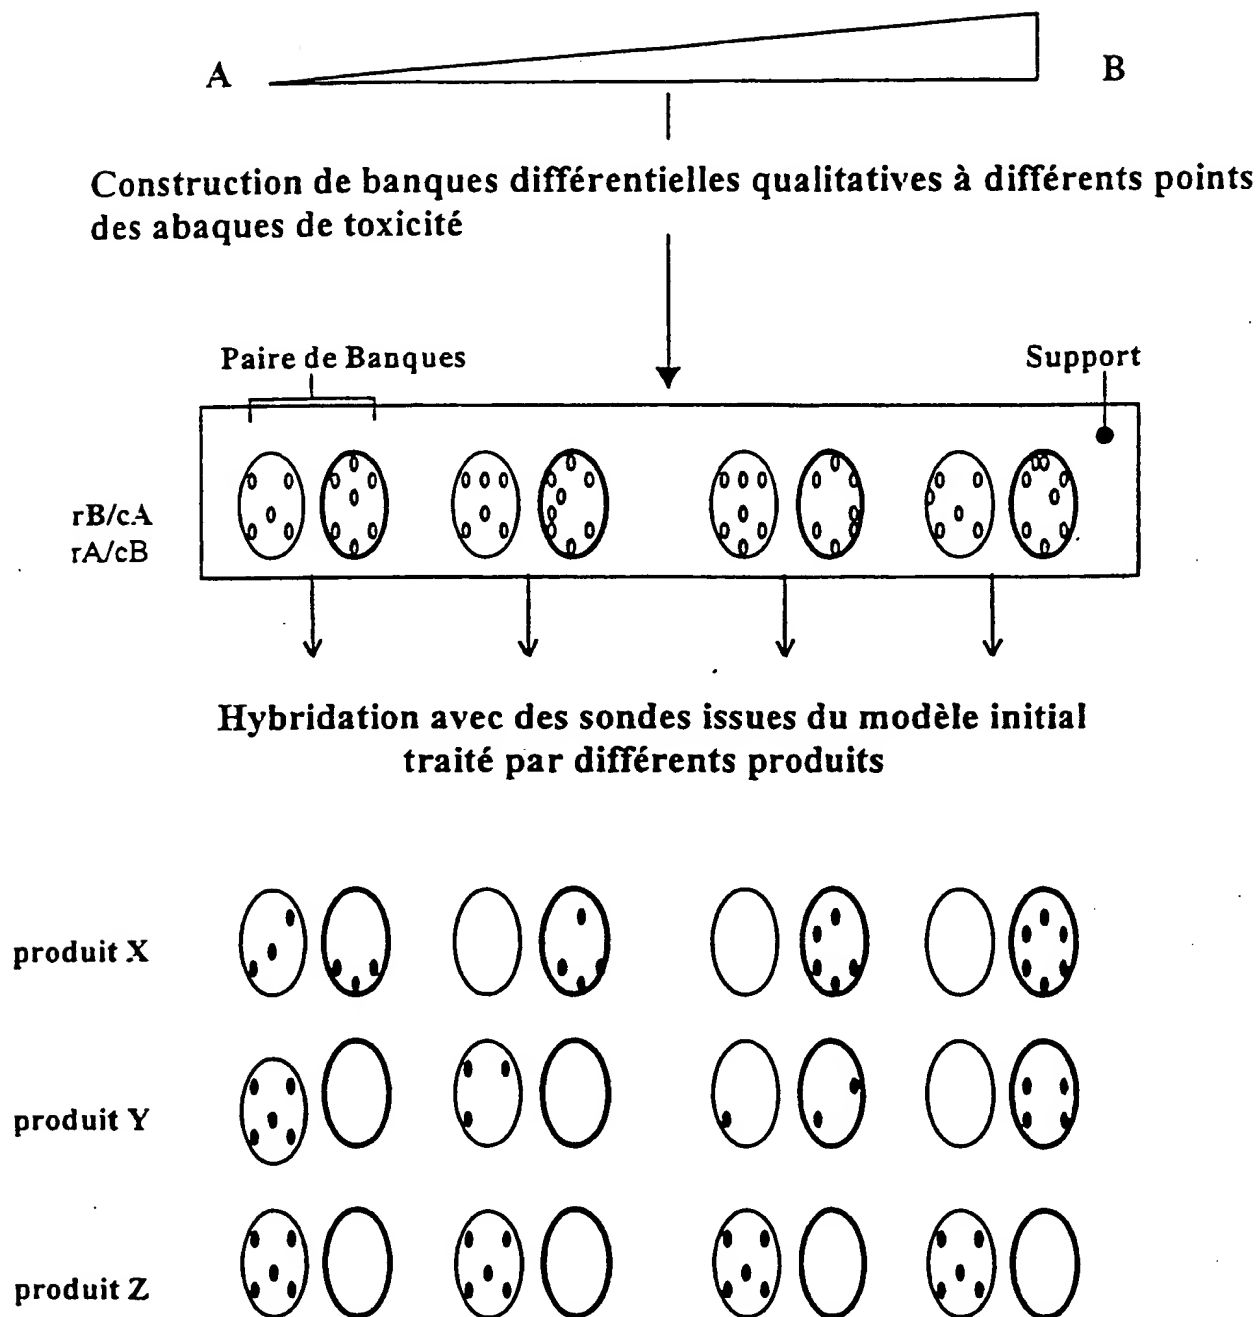 A B
Construction de banques différentielles qualitatives à différents points
des abaques de toxicité
Paire de Banques Support
rB/cA
rA/cB
Hybridation avec des sondes issues du modèle initial
traité par différents produits
produit X
produit Y
produit Z